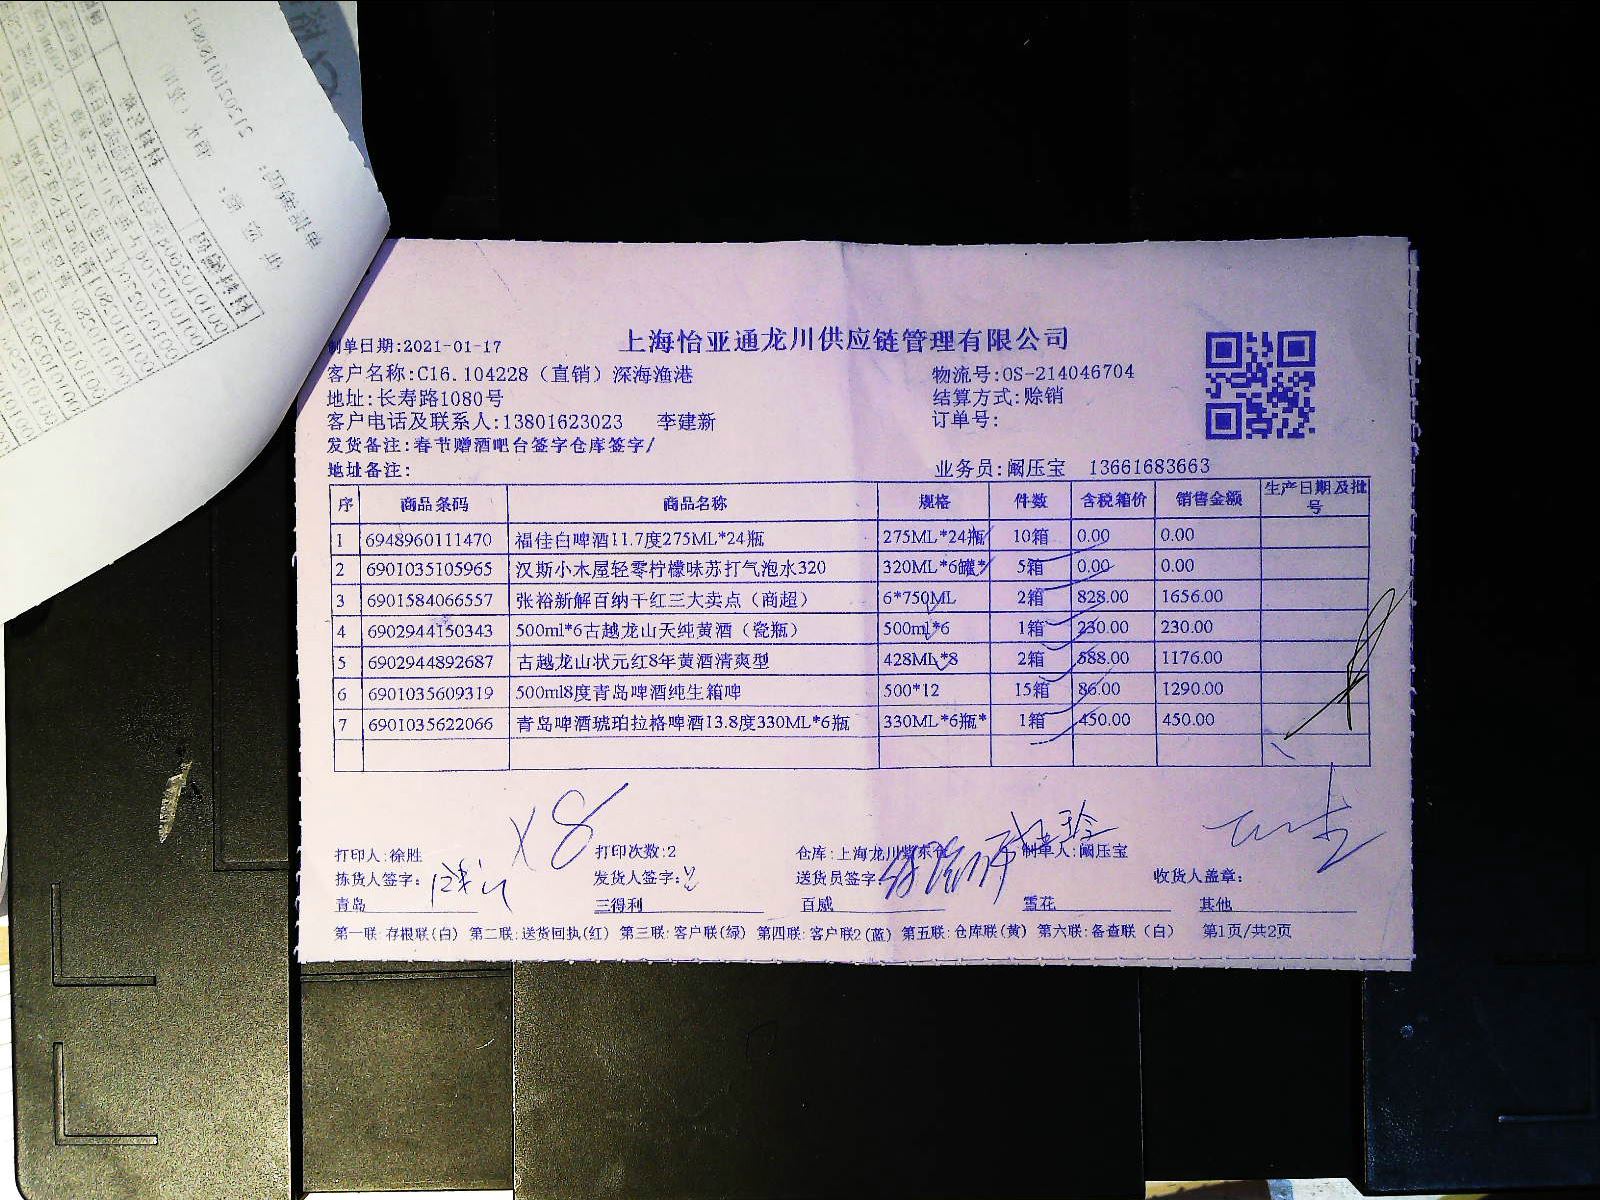 上海怡亚通龙川供应链管理有限公司
制单日期:2021-01-17
客户名称:C16.104228（直销）深海渔港 物流号:OS-214046704
地址:长寿路1080号 结算方式:赊销
客户电话及联系人:13801623023 李建新 订单号:
发货备注:春节赠酒吧台签字仓库签字/
地址备注: 业务员:阚压宝 13661683663
序 商品条码 商品名称 规格 件数 含税箱价 销售金额 生产日期及批号
1 6948960111470 福佳白啤酒11.7度275ML*24瓶 275ML*24瓶 10箱 0.00 0.00
2 6901035105965 汉斯小木屋轻零柠檬味苏打气泡水320 320ML*6罐* 5箱 0.00 0.00
3 6901584066557 张裕新解百纳干红三大卖点（商超） 6*750ML 2箱 828.00 1656.00
4 6902944150343 500ml*6古越龙山天纯黄酒（瓷瓶） 500ml*6 1箱 230.00 230.00
5 6902944892687 古越龙山状元红8年黄酒清爽型 428ML*8 2箱 588.00 1176.00
6 6901035609319 500ml8度青岛啤酒纯生箱啤 500*12 15箱 86.00 1290.00
7 6901035622066 青岛啤酒琥珀拉格啤酒13.8度330ML*6瓶 330ML*6瓶* 1箱 450.00 450.00
打印人:徐胜 打印次数:2 仓库:上海龙川 制单人:阚压宝
拣货人签字: 发货人签字: 送货员签字: 收货人盖章:
青岛 三得利 百威 雪花 其他
第一联:存根联(白) 第二联:送货回执(红) 第三联:客户联(绿) 第四联:客户联2(蓝) 第五联:仓库联(黄) 第六联:备查联（白） 第1页/共2页